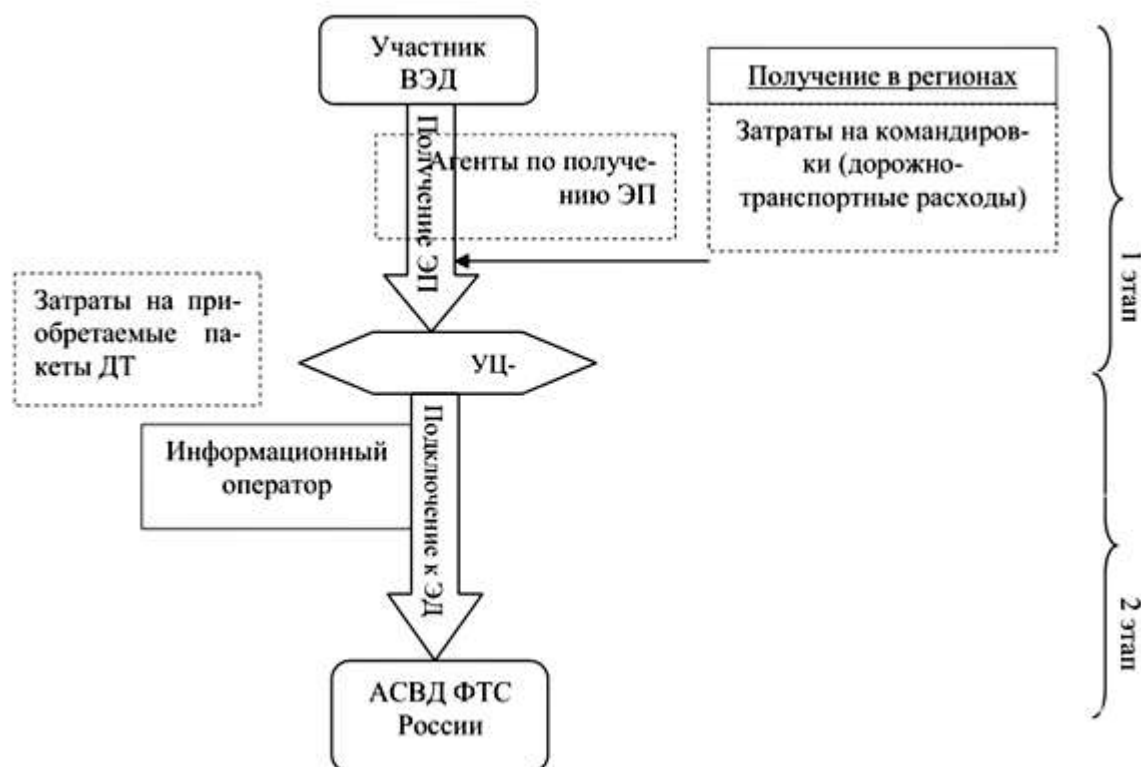 Участник
ВЭД
Получение в регионах
Затраты на командиров-
ки (дорожно-
транспортные расходы)
Получение ЭП
Агенты по получе-
нию ЭП
1 этап
Затраты на при-
обретаемые па-
кеты ДТ
УЦ-
Информационный
оператор
Подключение к ЭД
2 этап
АСВД ФТС
России